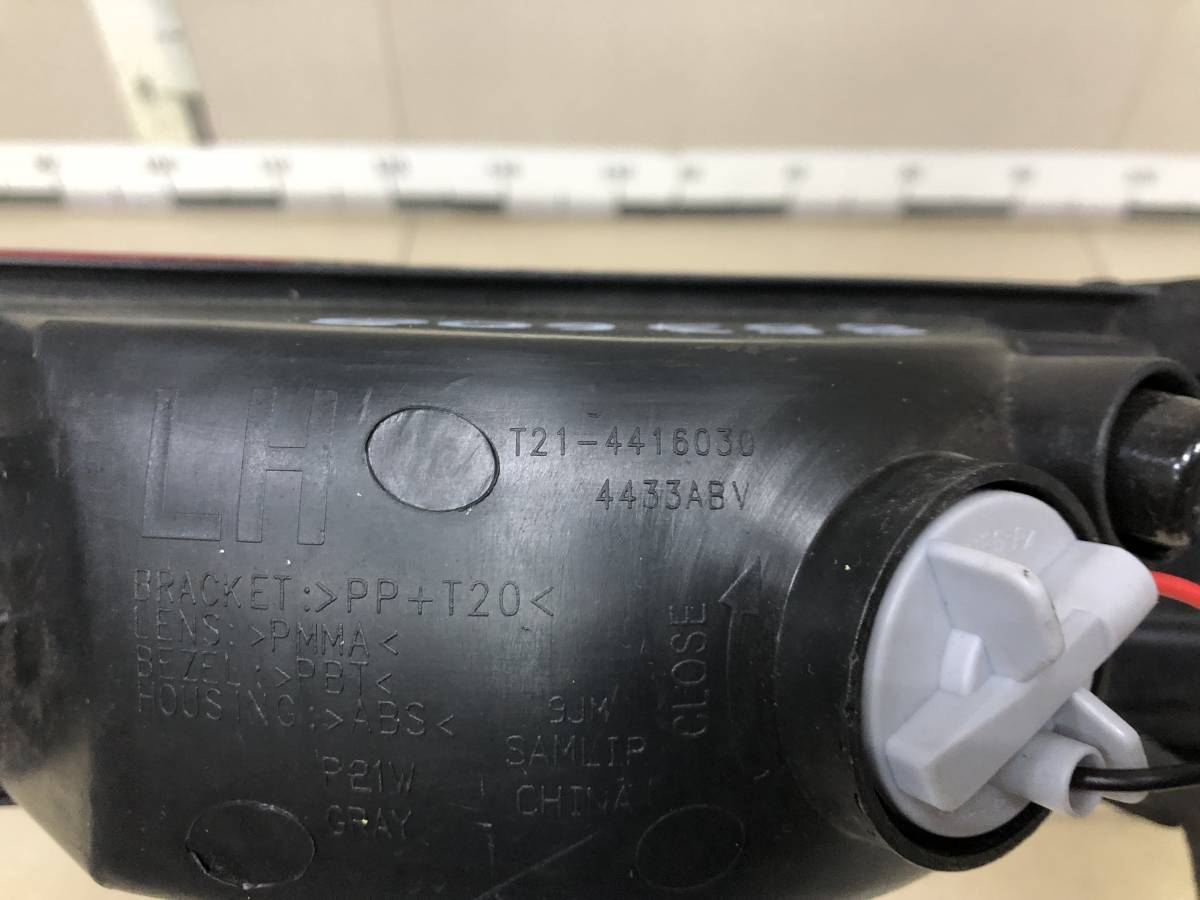 LH
T21-4416030
4433ABV
BRACKET:>PP+T20<
LENS:>PMMA<
BEZEL:>PBT<
HOUSING:>ABS<
CLOSE
9JM
SAMLIP
CHINA
P21W
GRAY